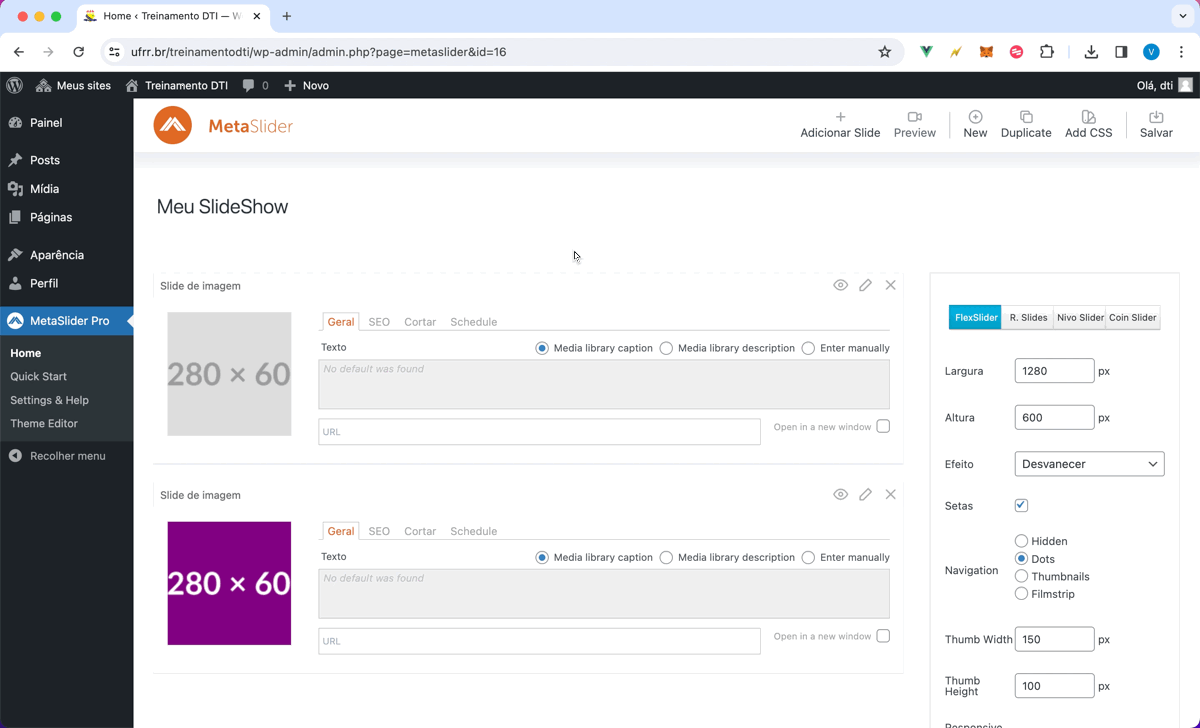 Home ‹ Treinamento DTI — W
ufrr.br/treinamentodti/wp-admin/admin.php?page=metaslider&id=16
V
Meus sites
Treinamento DTI
0
Novo
Olá, dti
Painel
Posts
Mídia
Páginas
Aparência
Perfil
MetaSlider Pro
Home
Quick Start
Settings & Help
Theme Editor
Recolher menu
MetaSlider
Adicionar Slide
Preview
New
Duplicate
Add CSS
Salvar
Meu SlideShow
Slide de imagem
280 × 60
Geral SEO Cortar Schedule
Texto
Media library caption Media library description Enter manually
No default was found
URL
Open in a new window
Slide de imagem
280 × 60
Geral SEO Cortar Schedule
Texto
Media library caption Media library description Enter manually
No default was found
URL
Open in a new window
FlexSlider R. Slides Nivo Slider Coin Slider
Largura 1280 px
Altura 600 px
Efeito Desvanecer
Setas
Navigation
Hidden
Dots
Thumbnails
Filmstrip
Thumb Width 150 px
Thumb
Height 100 px
Responsive